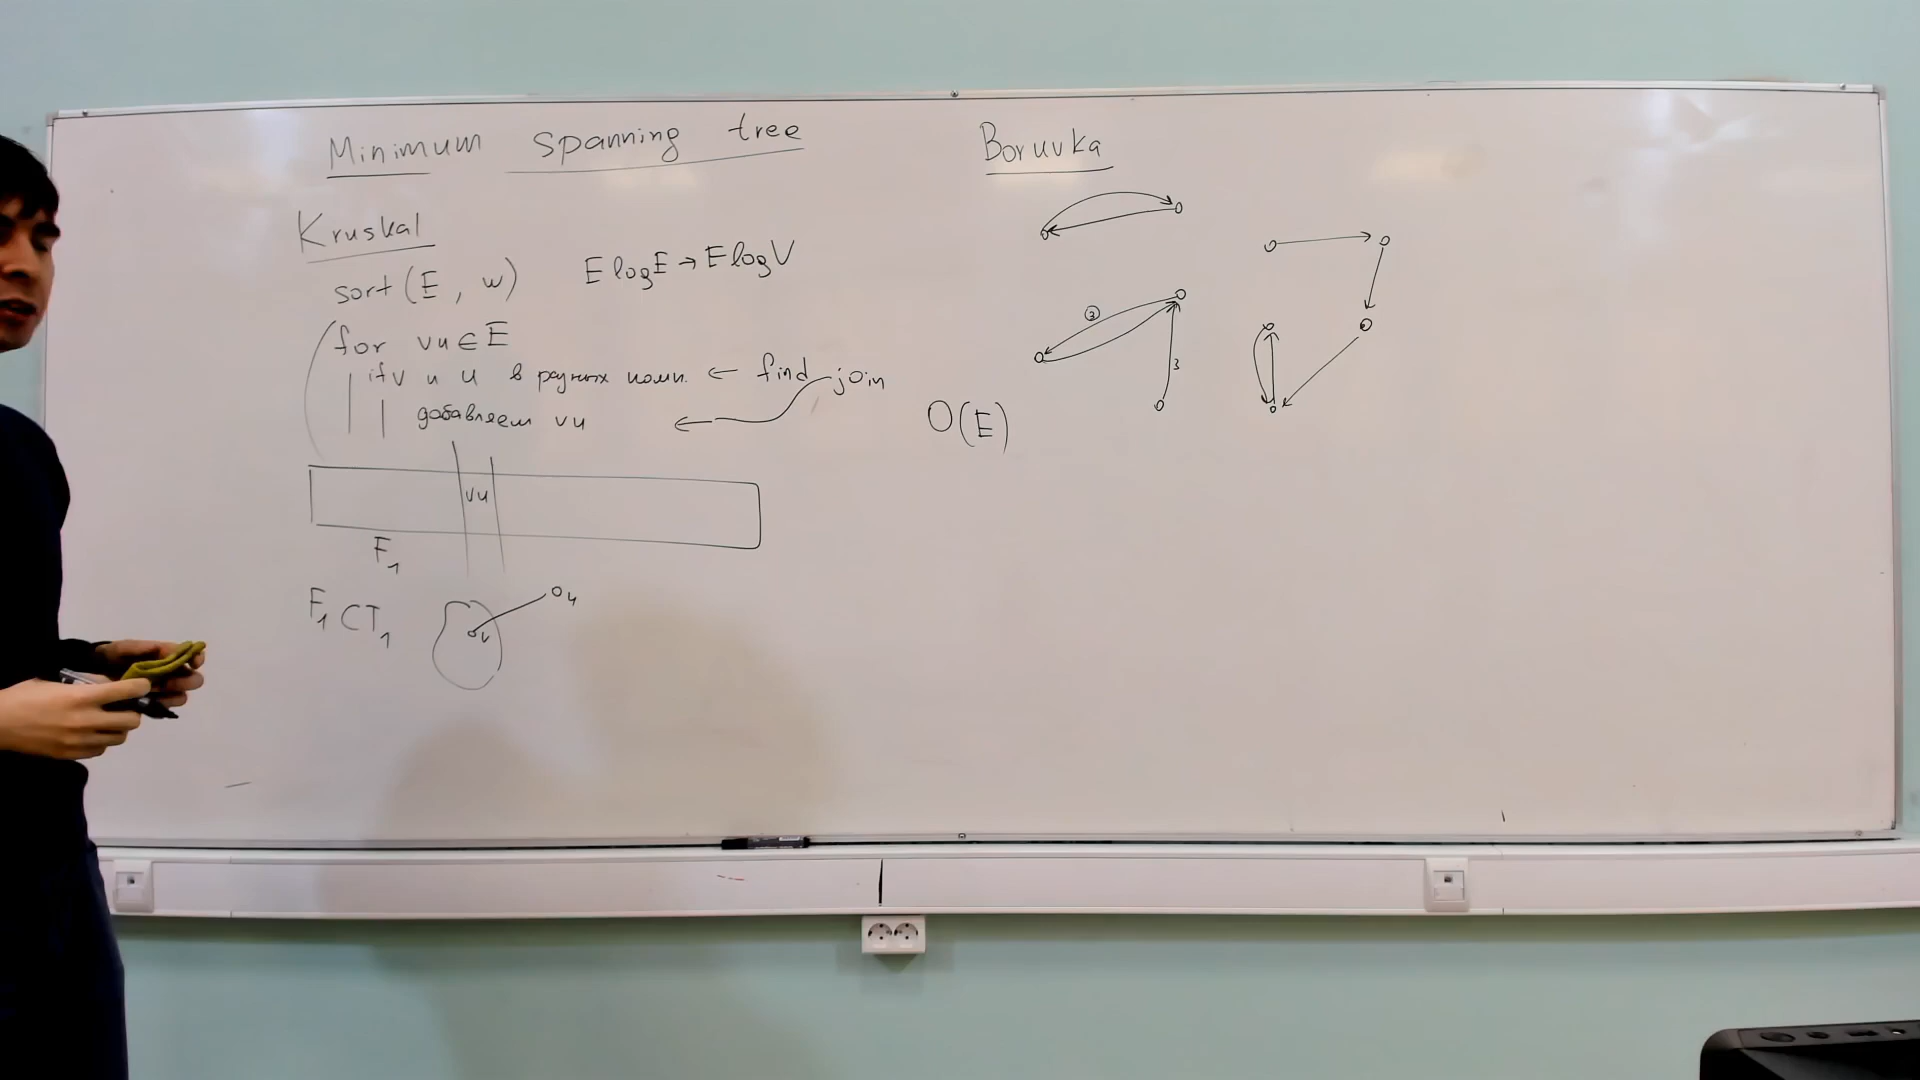 Minimum spanning tree
Kruskal
sort (E, w) E log E → E log V
for vu ∈ E
if v и u в разных комп. ← find join
добавляем vu ←
vu
F₁
F₁ ⊂ T₁
v
u
Boruvka
2
3
O(E)